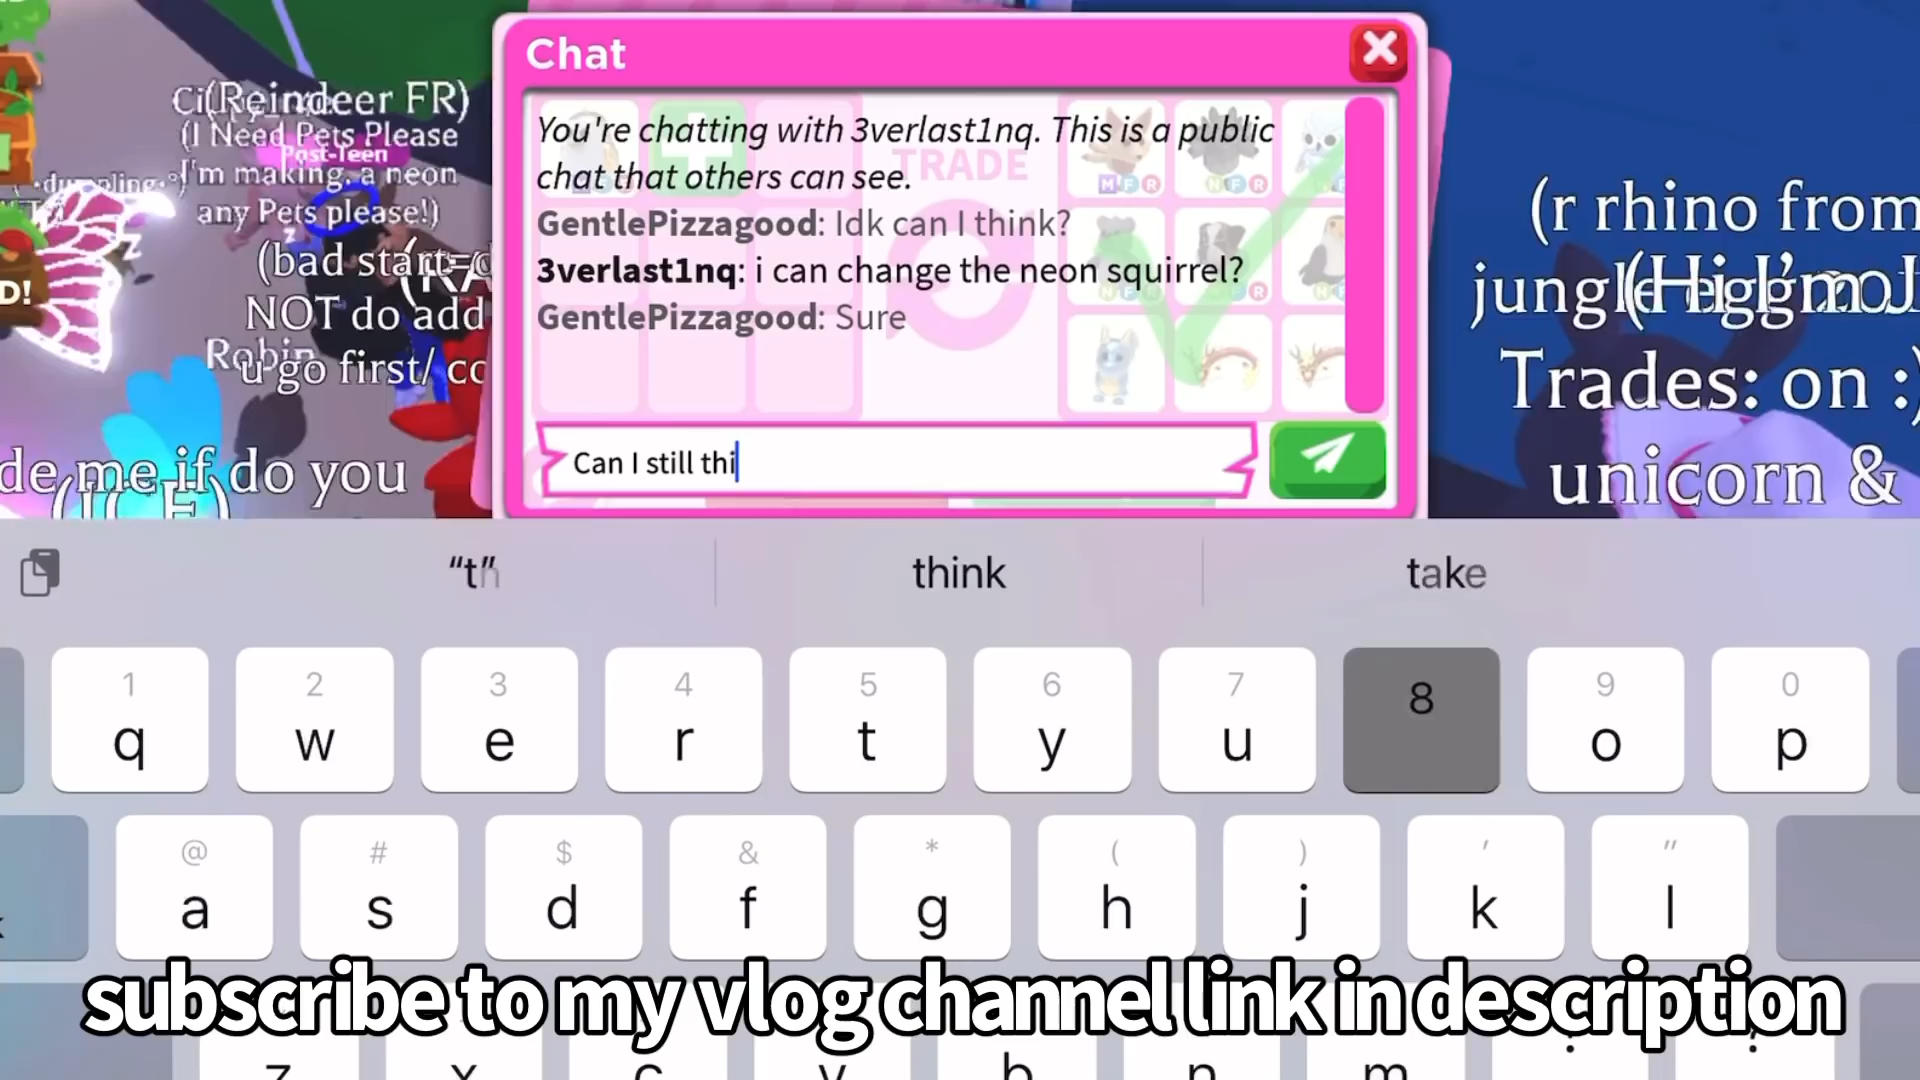 Chat
You're chatting with 3verlast1nq. This is a public
chat that others can see.
GentlePizzagood: Idk can I think?
3verlast1nq: i can change the neon squirrel?
GentlePizzagood: Sure
TRADE
Can I still thi
(Reindeer FR)
(I Need Pets Please
Post-Teen
I'm making, a neon
any Pets please!)
(bad start=
NOT do add
Robin
u go first/ cc
D!
de me if do you
(r rhino from
jungle egg
(Hi I'm
Trades: on :)
unicorn &
“t”
think
take
1 2 3 4 5 6 7 8 9 0
q w e r t y u o p
@ # $ & * ( ) ' "
a s d f g h j k l
subscribe to my vlog channel link in description
z x c v b n m